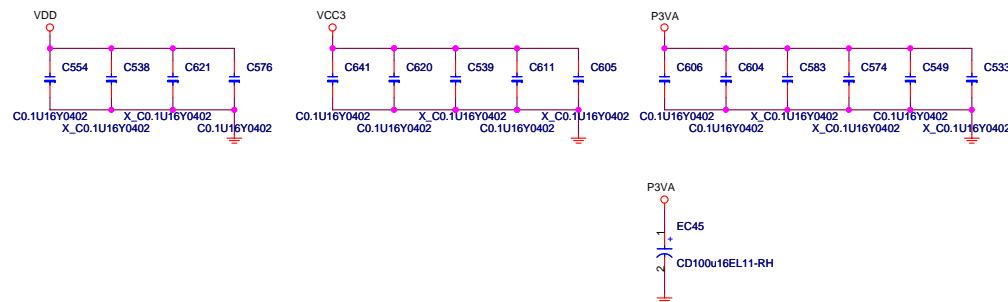 VDD
VCC3
P3VA
C554
C538
C621
C576
C641
C620
C539
C611
C605
C606
C604
C583
C574
C549
C533
C0.1U16Y0402
X_C0.1U16Y0402
C0.1U16Y0402
X_C0.1U16Y0402
X_C0.1U16Y0402
X_C0.1U16Y0402
C0.1U16Y0402
X_C0.1U16Y0402
C0.1U16Y0402
X_C0.1U16Y0402
C0.1U16Y0402
C0.1U16Y0402
C0.1U16Y0402
C0.1U16Y0402
X_C0.1U16Y0402
X_C0.1U16Y0402
P3VA
EC45
1
+
CD100u16EL11-RH
2